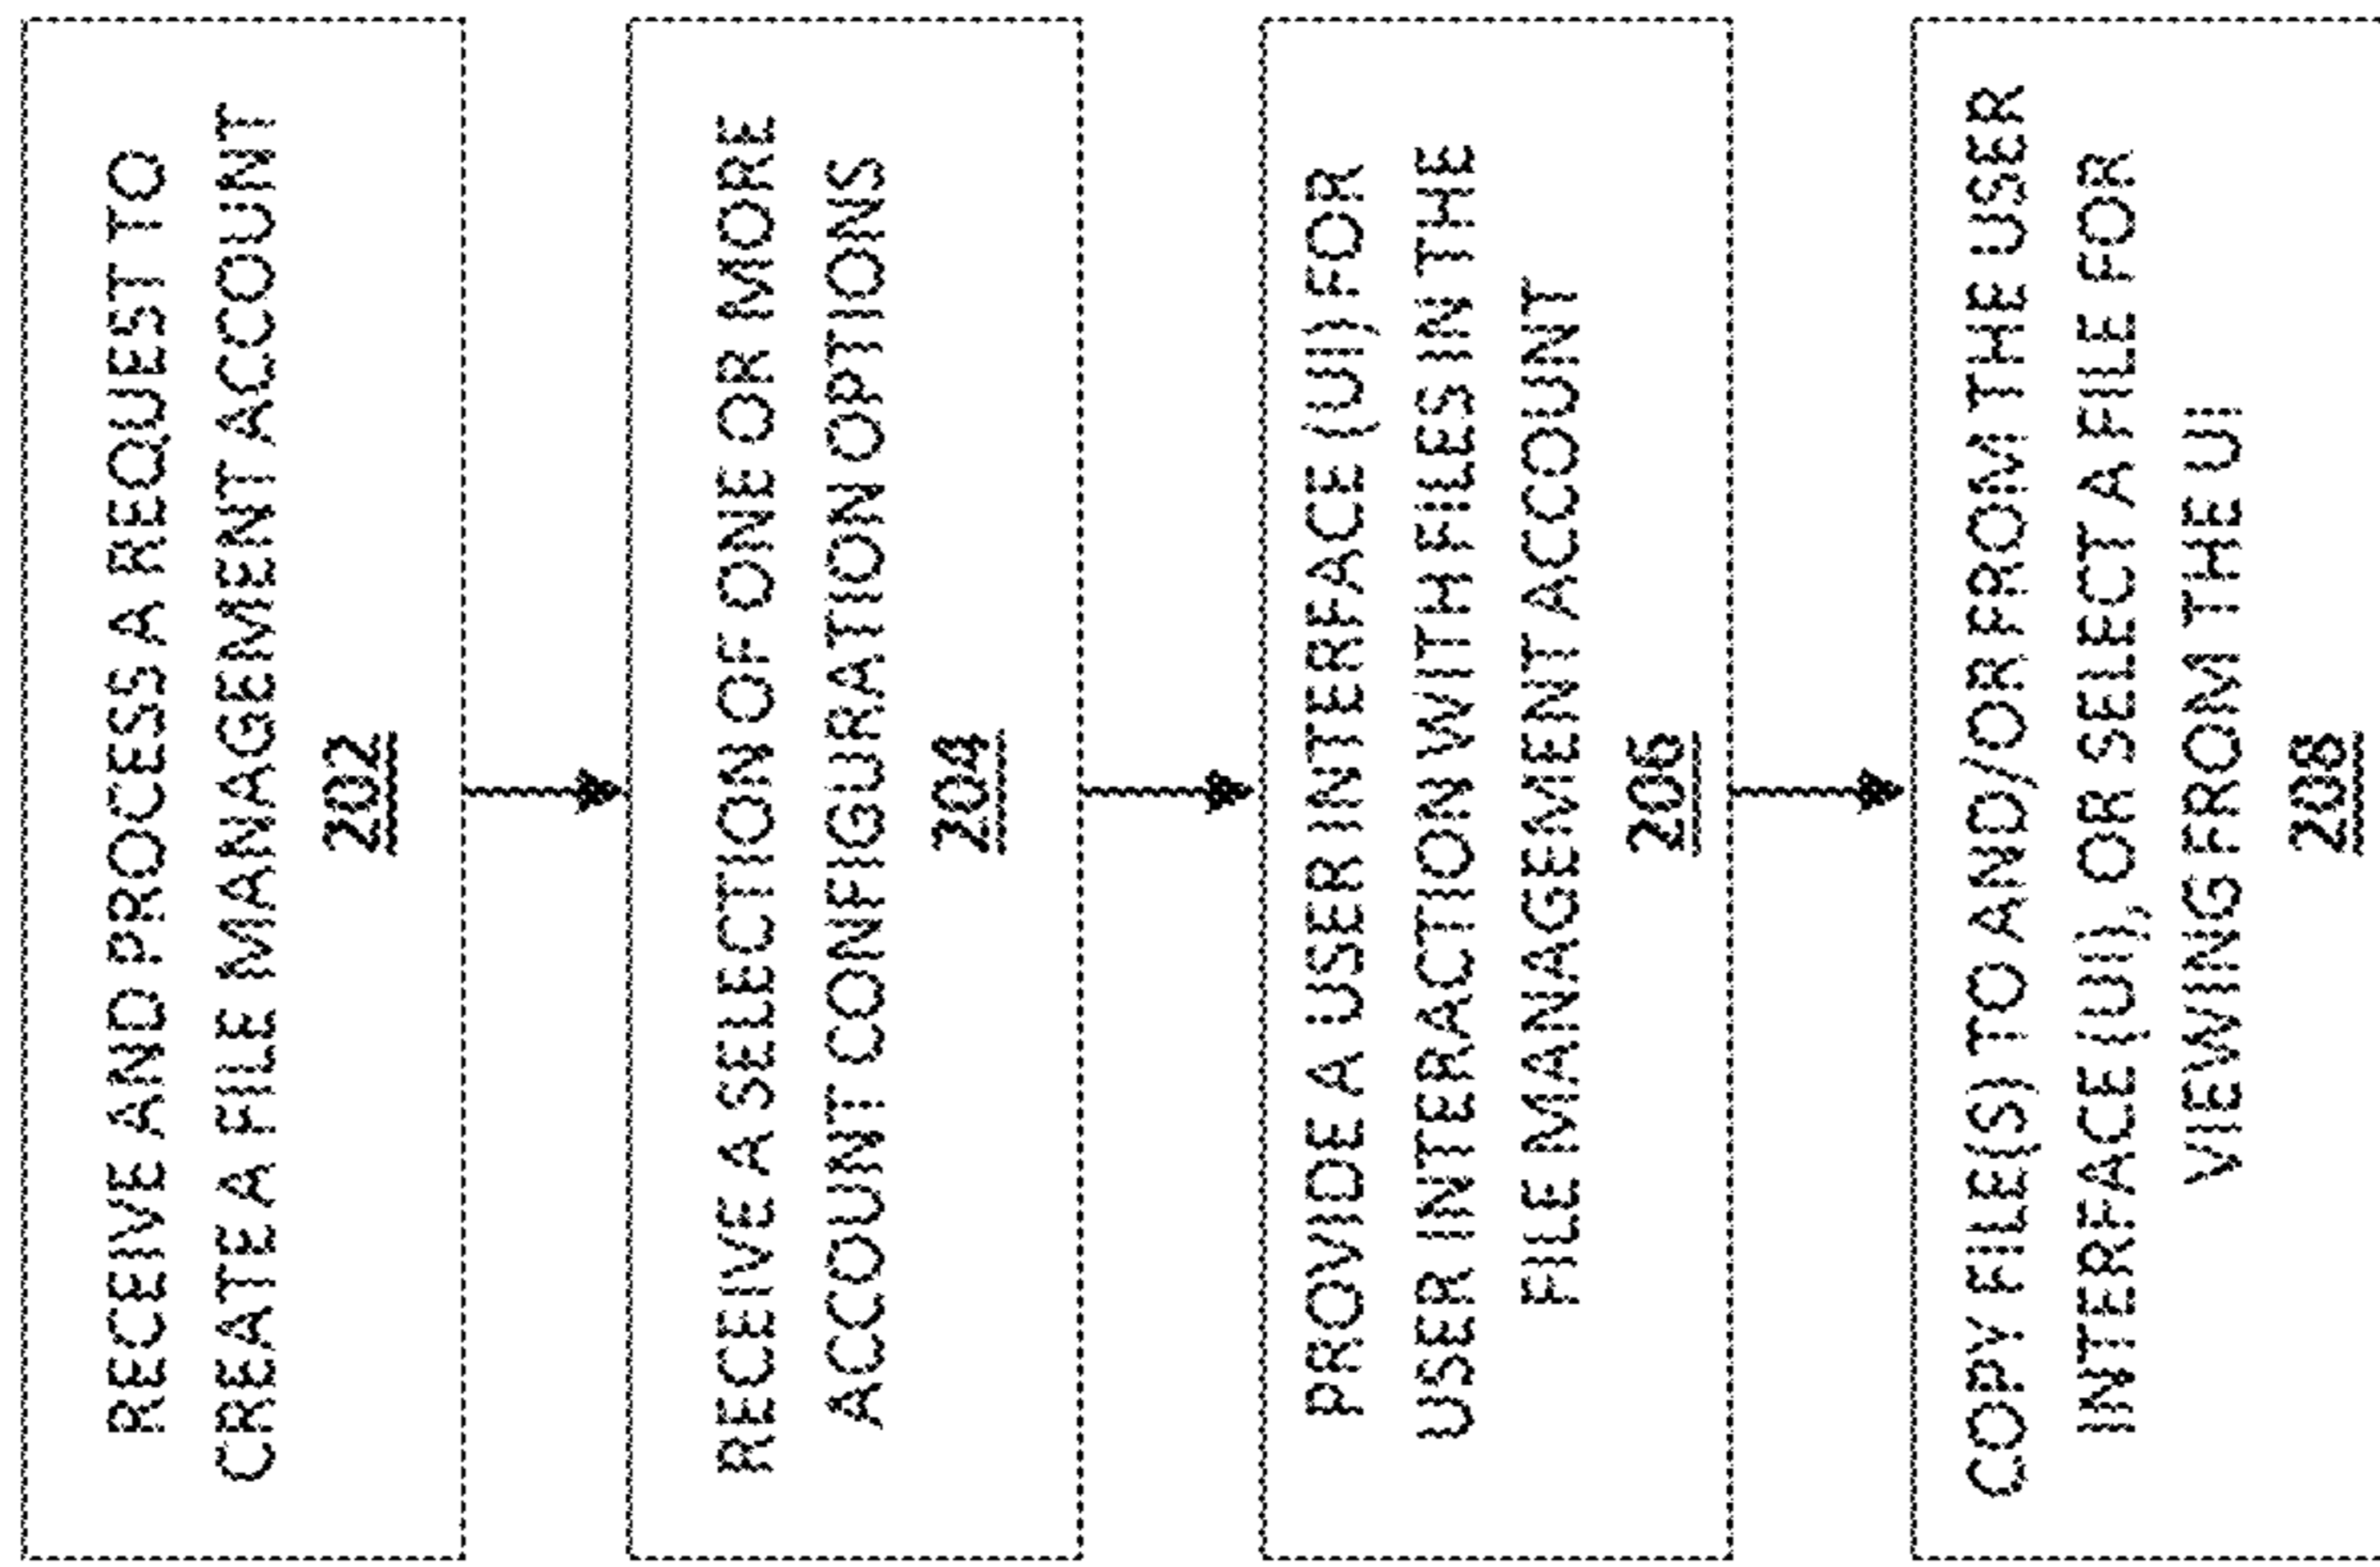 RECEIVE AND PROCESS A REQUEST TO
CREATE A FILE MANAGEMENT ACCOUNT
202
RECEIVE A SELECTION OF ONE OR MORE
ACCOUNT CONFIGURATION OPTIONS
204
PROVIDE A USER INTERFACE (UI) FOR
USER INTERACTION WITH FILES IN THE
FILE MANAGEMENT ACCOUNT
206
COPY FILE(S) TO AND/OR FROM THE USER
INTERFACE (UI), OR SELECT A FILE FOR
VIEWING FROM THE UI
208